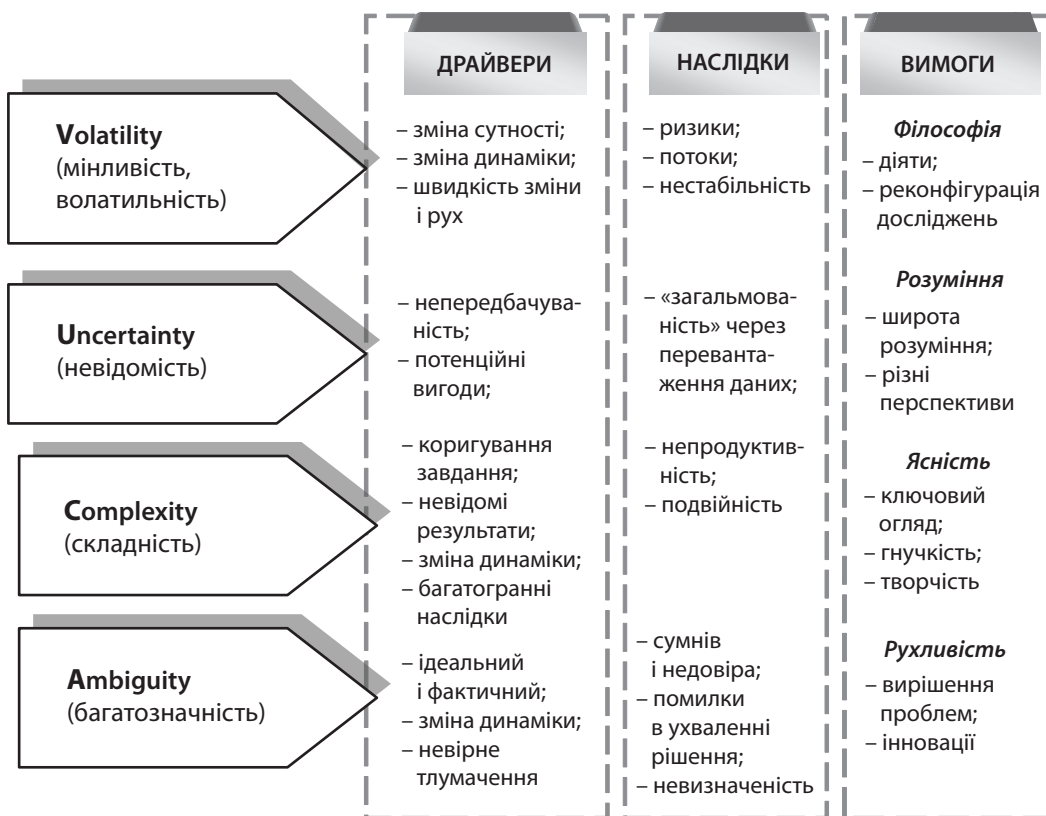 ДРАЙВЕРИ
НАСЛІДКИ
ВИМОГИ
Volatility
(мінливість,
волатильність)
– зміна сутності;
– зміна динаміки;
– швидкість зміни
і рух
– ризики;
– потоки;
– нестабільність
Філософія
– діяти;
– реконфігурація
досліджень
Uncertainty
(невідомість)
– непередбачува-
ність;
– потенційні
вигоди;
– «загальмова-
ність» через
переванта-
ження даних;
Розуміння
– широта
розуміння;
– різні
перспективи
Complexity
(складність)
– коригування
завдання;
– невідомі
результати;
– зміна динаміки;
– багатогранні
наслідки
– непродуктив-
ність;
– подвійність
Ясність
– ключовий
огляд;
– гнучкість;
– творчість
Ambiguity
(багатозначність)
– ідеальний
і фактичний;
– зміна динаміки;
– невірне
тлумачення
– сумнів
і недовіра;
– помилки
в ухваленні
рішення;
– невизначеність
Рухливість
– вирішення
проблем;
– інновації